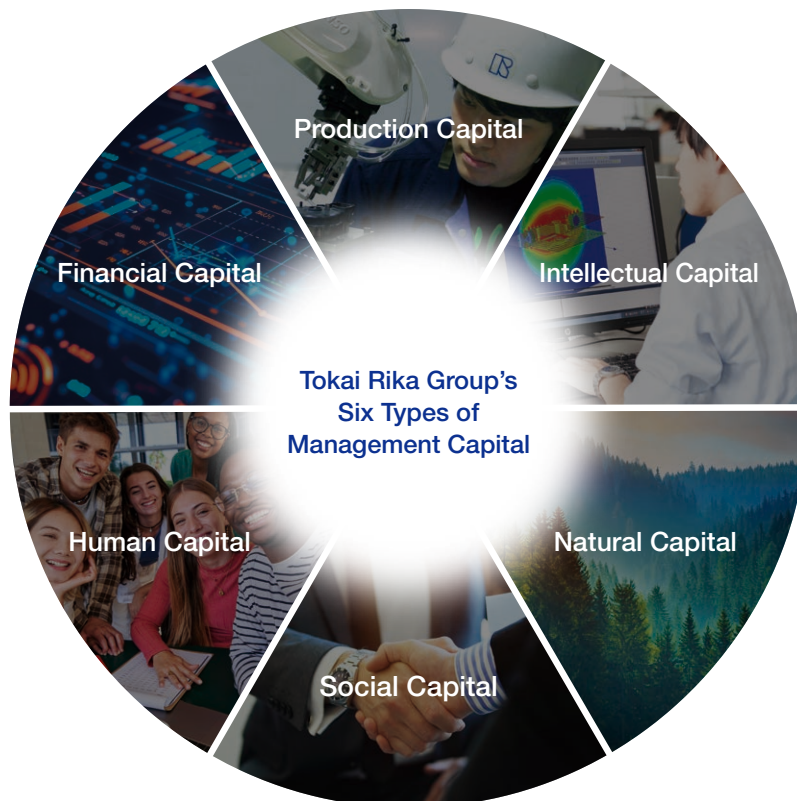 Production Capital
Financial Capital
Intellectual Capital
Tokai Rika Group's
Six Types of
Management Capital
Human Capital
Natural Capital
Social Capital